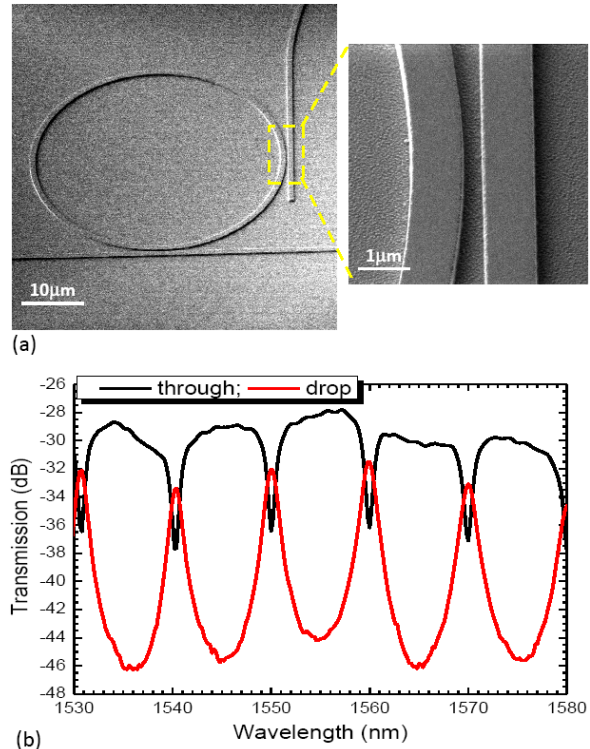 10μm
1μm
(a)
through; drop
-26
-28
-30
-32
-34
-36
-38
-40
-42
-44
-46
-48
Transmission (dB)
1530 1540 1550 1560 1570 1580
Wavelength (nm)
(b)